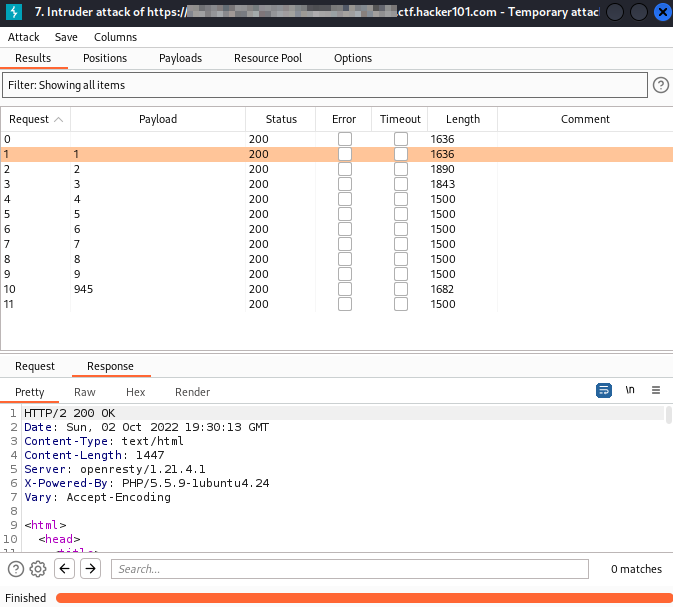 7. Intruder attack of https:// .ctf.hacker101.com - Temporary attac
Attack Save Columns
Results Positions Payloads Resource Pool Options
Filter: Showing all items
?
Request Payload Status Error Timeout Length Comment
0 200 1636
1 1 200 1636
2 2 200 1890
3 3 200 1843
4 4 200 1500
5 5 200 1500
6 6 200 1500
7 7 200 1500
8 8 200 1500
9 9 200 1500
10 945 200 1682
11 200 1500
Request Response
Pretty Raw Hex Render
\n
1 HTTP/2 200 OK
2 Date: Sun, 02 Oct 2022 19:30:13 GMT
3 Content-Type: text/html
4 Content-Length: 1447
5 Server: openresty/1.21.4.1
6 X-Powered-By: PHP/5.5.9-1ubuntu4.24
7 Vary: Accept-Encoding
8
9 <html>
10 <head>
11 <title>
? Search... 0 matches
Finished